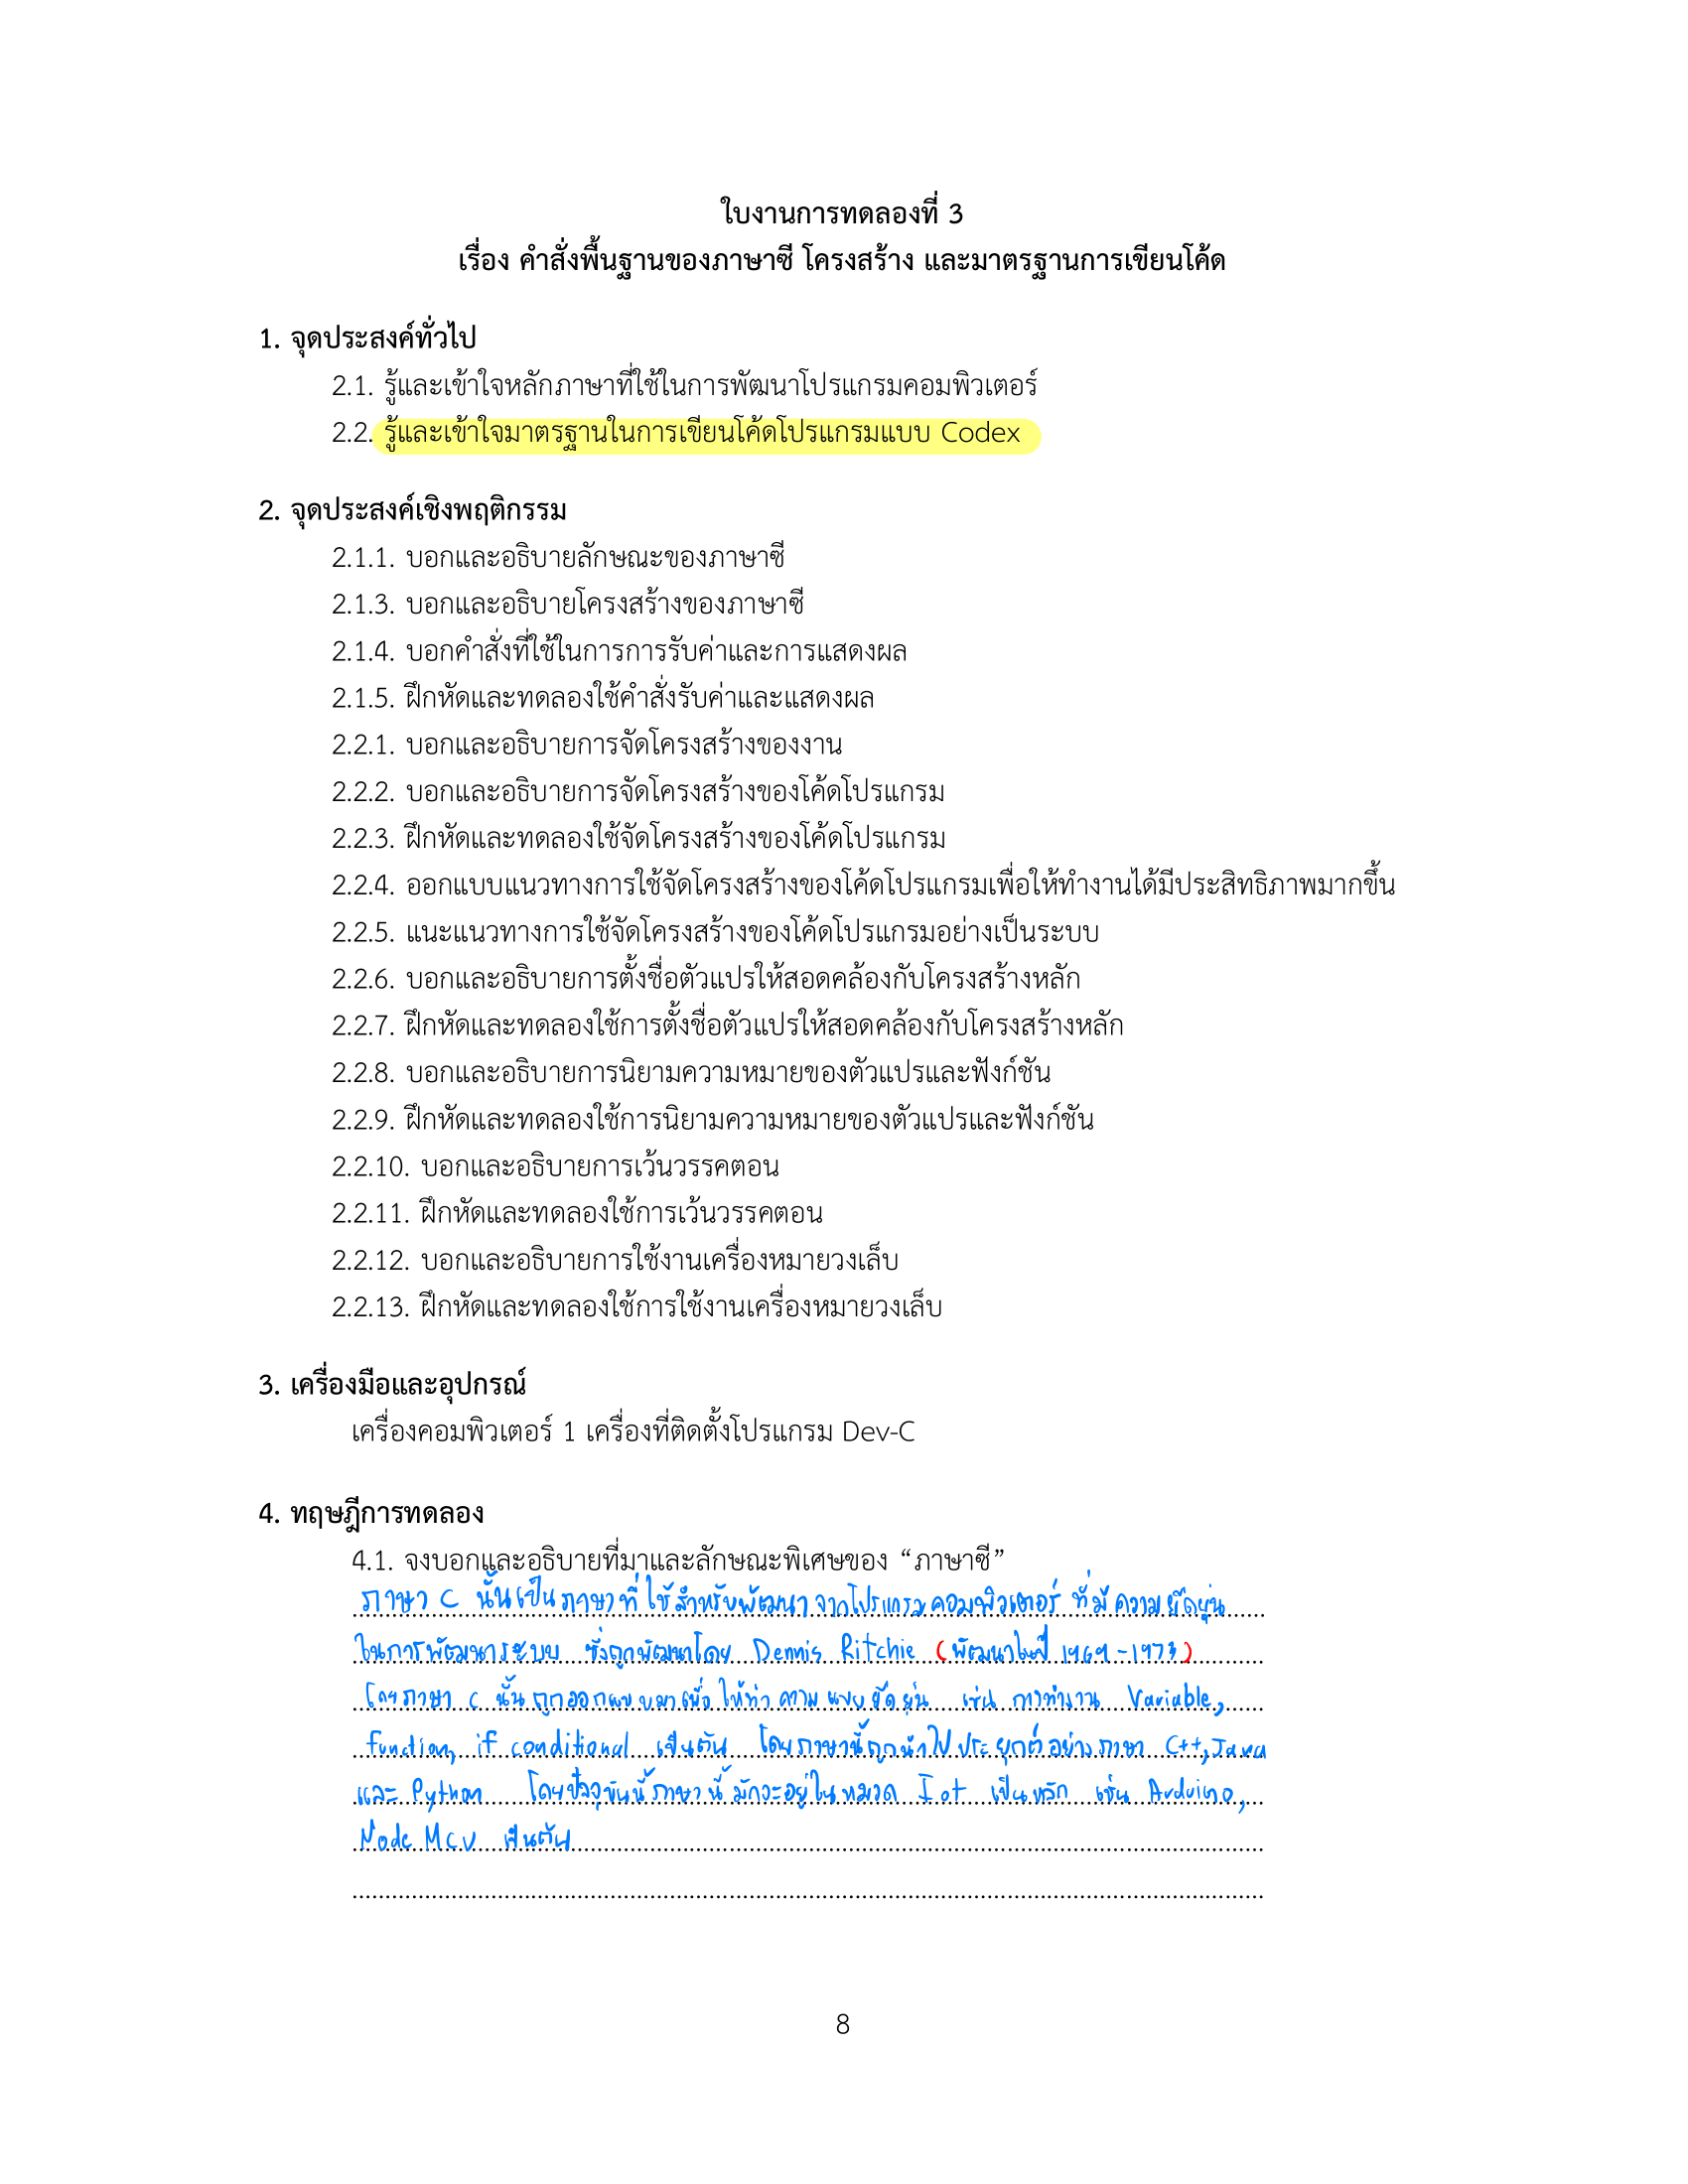 ใบงานการทดลองที่ 3
เรื่อง คำสั่งพื้นฐานของภาษาซี โครงสร้าง และมาตรฐานการเขียนโค้ด
1. จุดประสงค์ทั่วไป
2.1. รู้และเข้าใจหลักภาษาที่ใช้ในการพัฒนาโปรแกรมคอมพิวเตอร์
2.2. รู้และเข้าใจมาตรฐานในการเขียนโค้ดโปรแกรมแบบ Codex
2. จุดประสงค์เชิงพฤติกรรม
2.1.1. บอกและอธิบายลักษณะของภาษาซี
2.1.3. บอกและอธิบายโครงสร้างของภาษาซี
2.1.4. บอกคำสั่งที่ใช้ในการการรับค่าและการแสดงผล
2.1.5. ฝึกหัดและทดลองใช้คำสั่งรับค่าและแสดงผล
2.2.1. บอกและอธิบายการจัดโครงสร้างของงาน
2.2.2. บอกและอธิบายการจัดโครงสร้างของโค้ดโปรแกรม
2.2.3. ฝึกหัดและทดลองใช้จัดโครงสร้างของโค้ดโปรแกรม
2.2.4. ออกแบบแนวทางการใช้จัดโครงสร้างของโค้ดโปรแกรมเพื่อให้ทำงานได้มีประสิทธิภาพมากขึ้น
2.2.5. แนะแนวทางการใช้จัดโครงสร้างของโค้ดโปรแกรมอย่างเป็นระบบ
2.2.6. บอกและอธิบายการตั้งชื่อตัวแปรให้สอดคล้องกับโครงสร้างหลัก
2.2.7. ฝึกหัดและทดลองใช้การตั้งชื่อตัวแปรให้สอดคล้องกับโครงสร้างหลัก
2.2.8. บอกและอธิบายการนิยามความหมายของตัวแปรและฟังก์ชัน
2.2.9. ฝึกหัดและทดลองใช้การนิยามความหมายของตัวแปรและฟังก์ชัน
2.2.10. บอกและอธิบายการเว้นวรรคตอน
2.2.11. ฝึกหัดและทดลองใช้การเว้นวรรคตอน
2.2.12. บอกและอธิบายการใช้งานเครื่องหมายวงเล็บ
2.2.13. ฝึกหัดและทดลองใช้การใช้งานเครื่องหมายวงเล็บ
3. เครื่องมือและอุปกรณ์
เครื่องคอมพิวเตอร์ 1 เครื่องที่ติดตั้งโปรแกรม Dev-C
4. ทฤษฎีการทดลอง
4.1. จงบอกและอธิบายที่มาและลักษณะพิเศษของ “ภาษาซี”
ภาษา C นั้นเป็นภาษาที่ใช้สำหรับพัฒนาจากโปรแกรมคอมพิวเตอร์ ที่มีความยืดยุ่น
ในการพัฒนาระบบ ซึ่งถูกพัฒนาโดย Dennis Ritchie (พัฒนาในปี 1969-1973)
โดยภาษา C นั้นถูกออกแบบมาเพื่อให้ทำความแบบยืดยุ่น เช่น การทำงาน Variable,
function, if conditional เป็นต้น โดยภาษานี้ถูกนำไปประยุกต์อย่างภาษา C++, Java
และ Python โดยปัจจุบันนี้ภาษานี้มักจะอยู่ในหมวด Iot เป็นหลัก เช่น Arduino,
Node Mcu เป็นต้น
8